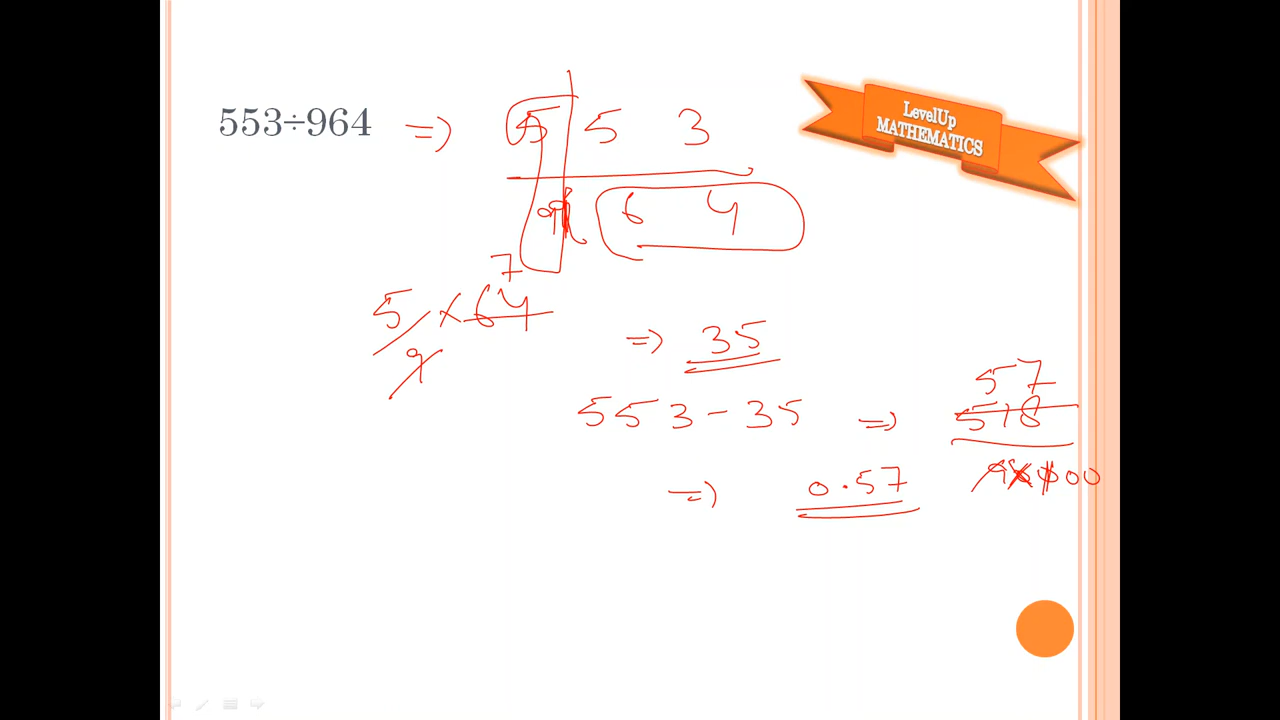 553÷964 => 5 5 3
9 6 4
LevelUp
MATHEMATICS
7
5 × 64
9
=> 35
553 - 35 => 518
57
=> 0.57
00